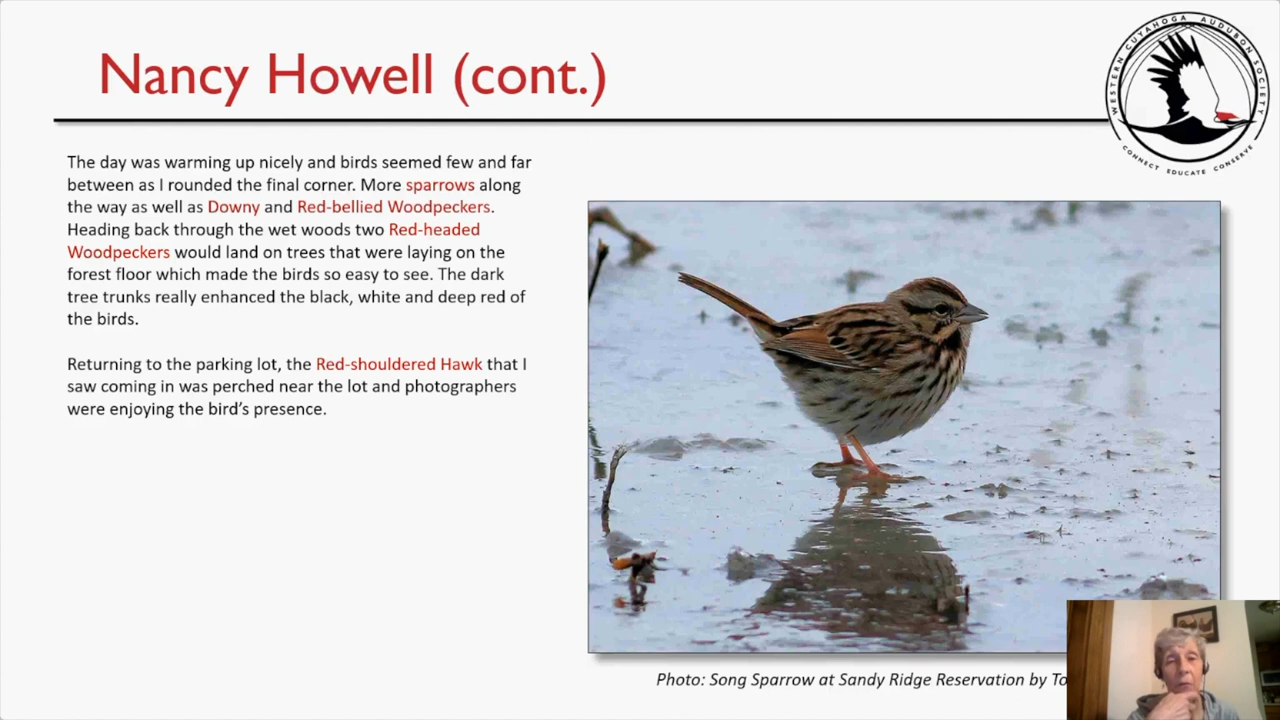 Nancy Howell (cont.)
WESTERN CUYAHOGA AUDUBON SOCIETY
CONNECT EDUCATE CONSERVE
The day was warming up nicely and birds seemed few and far
between as I rounded the final corner. More sparrows along
the way as well as Downy and Red-bellied Woodpeckers.
Heading back through the wet woods two Red-headed
Woodpeckers would land on trees that were laying on the
forest floor which made the birds so easy to see. The dark
tree trunks really enhanced the black, white and deep red of
the birds.
Returning to the parking lot, the Red-shouldered Hawk that I
saw coming in was perched near the lot and photographers
were enjoying the bird’s presence.
Photo: Song Sparrow at Sandy Ridge Reservation by